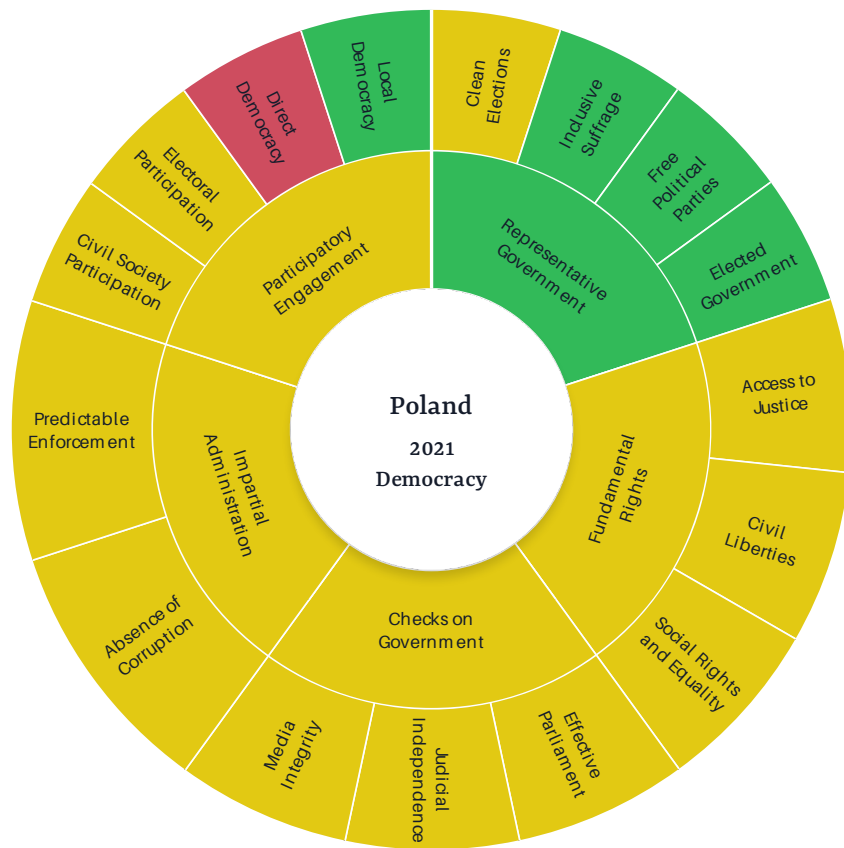 Poland
2021
Democracy
Representative
Government
Fundamental
Rights
Checks on
Government
Impartial
Administration
Participatory
Engagement
Clean
Elections
Inclusive
Suffrage
Free
Political
Parties
Elected
Government
Access to
Justice
Civil
Liberties
Social Rights
and Equality
Effective
Parliament
Judicial
Independence
Media
Integrity
Absence of
Corruption
Predictable
Enforcement
Civil Society
Participation
Electoral
Participation
Direct
Democracy
Local
Democracy